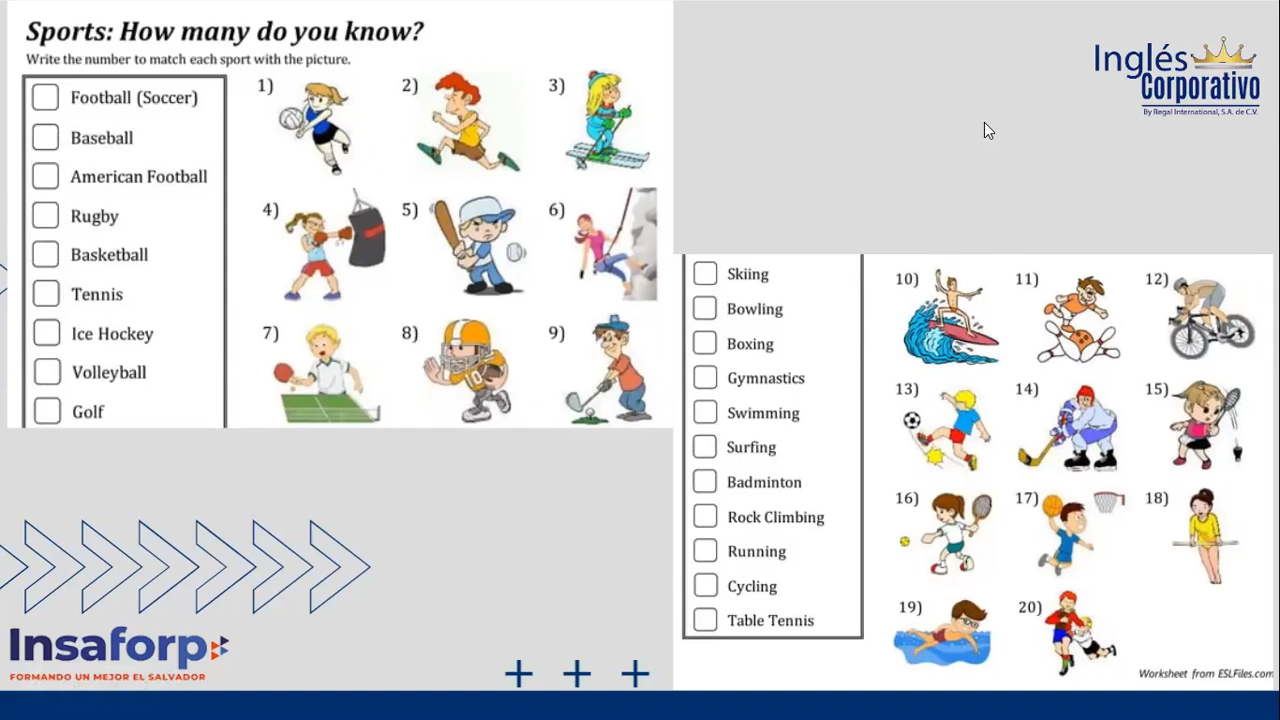 Sports: How many do you know?
Write the number to match each sport with the picture.
Football (Soccer)
Baseball
American Football
Rugby
Basketball
Tennis
Ice Hockey
Volleyball
Golf
1)
2)
3)
4)
5)
6)
7)
8)
10
9)
Inglés
Corporativo
By Regal International, S.A. de C.V.
Skiing
Bowling
Boxing
Gymnastics
Swimming
Surfing
Badminton
Rock Climbing
Running
Cycling
Table Tennis
10)
11)
12)
13)
14)
15)
16)
17)
18)
19)
20)
Worksheet from ESLFiles.com
Insaforp
FORMANDO UN MEJOR EL SALVADOR